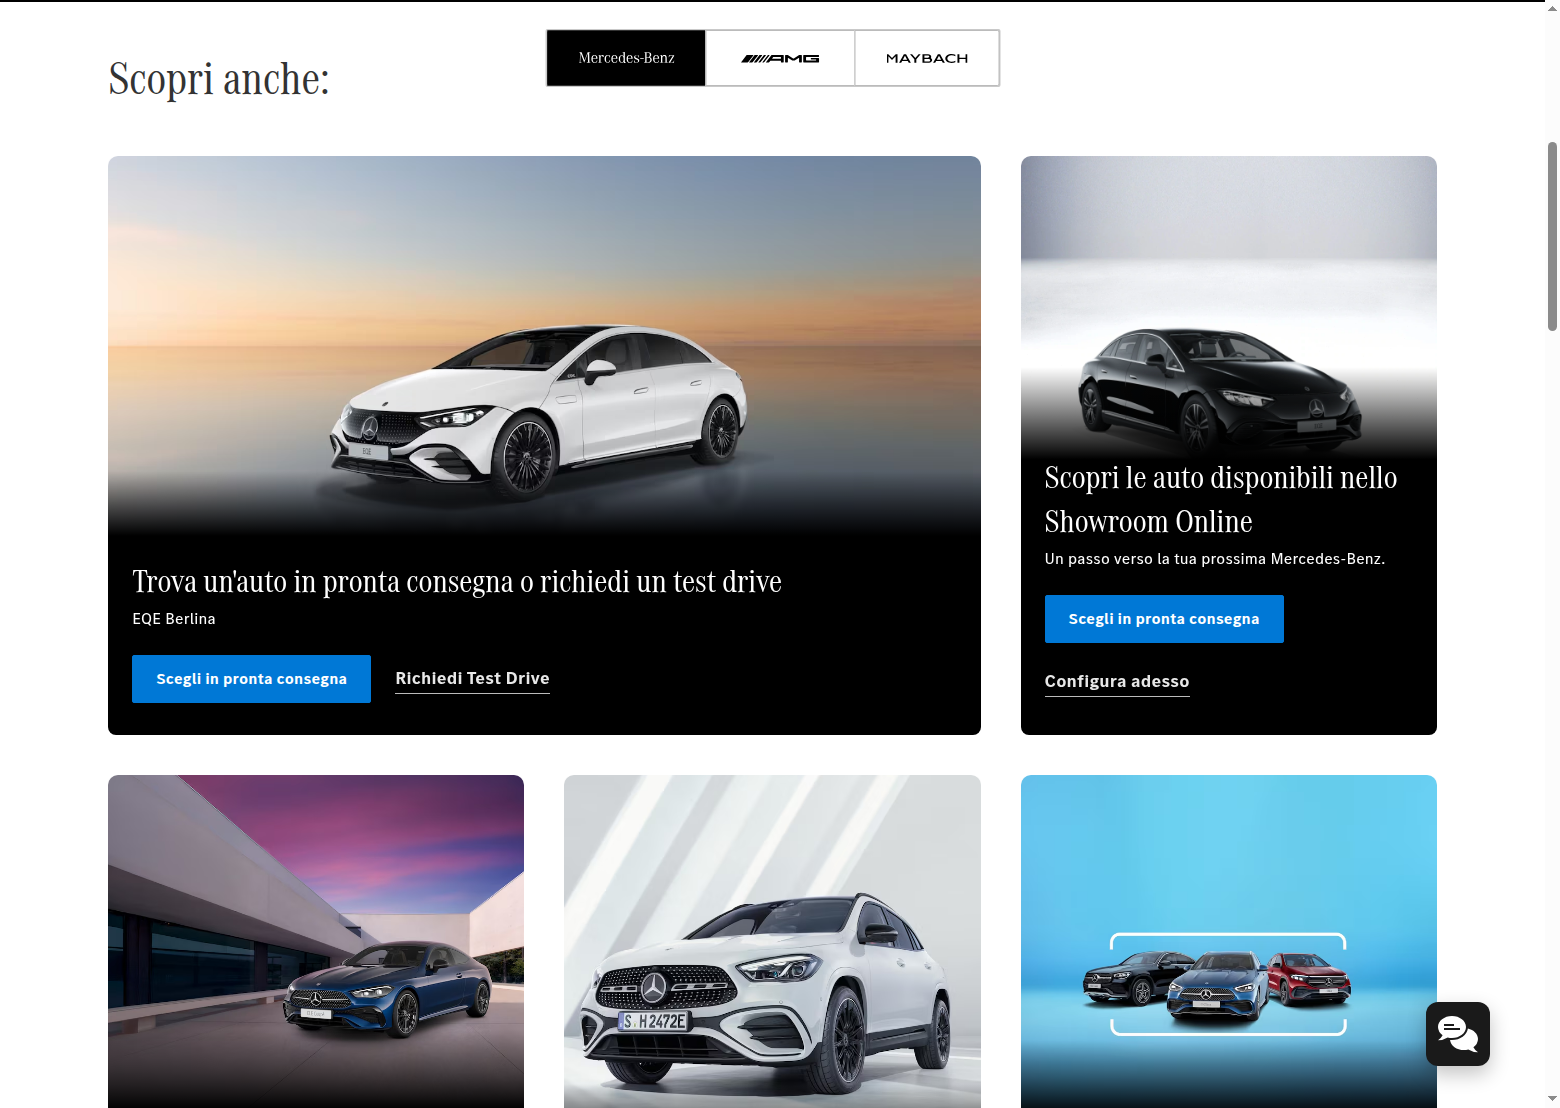 Scopri anche:
Mercedes-Benz
AMG
MAYBACH
Trova un'auto in pronta consegna o richiedi un test drive
EQE Berlina
Scegli in pronta consegna
Richiedi Test Drive
Scopri le auto disponibili nello
Showroom Online
Un passo verso la tua prossima Mercedes-Benz.
Scegli in pronta consegna
Configura adesso
EQE
EQE
S H 2472E